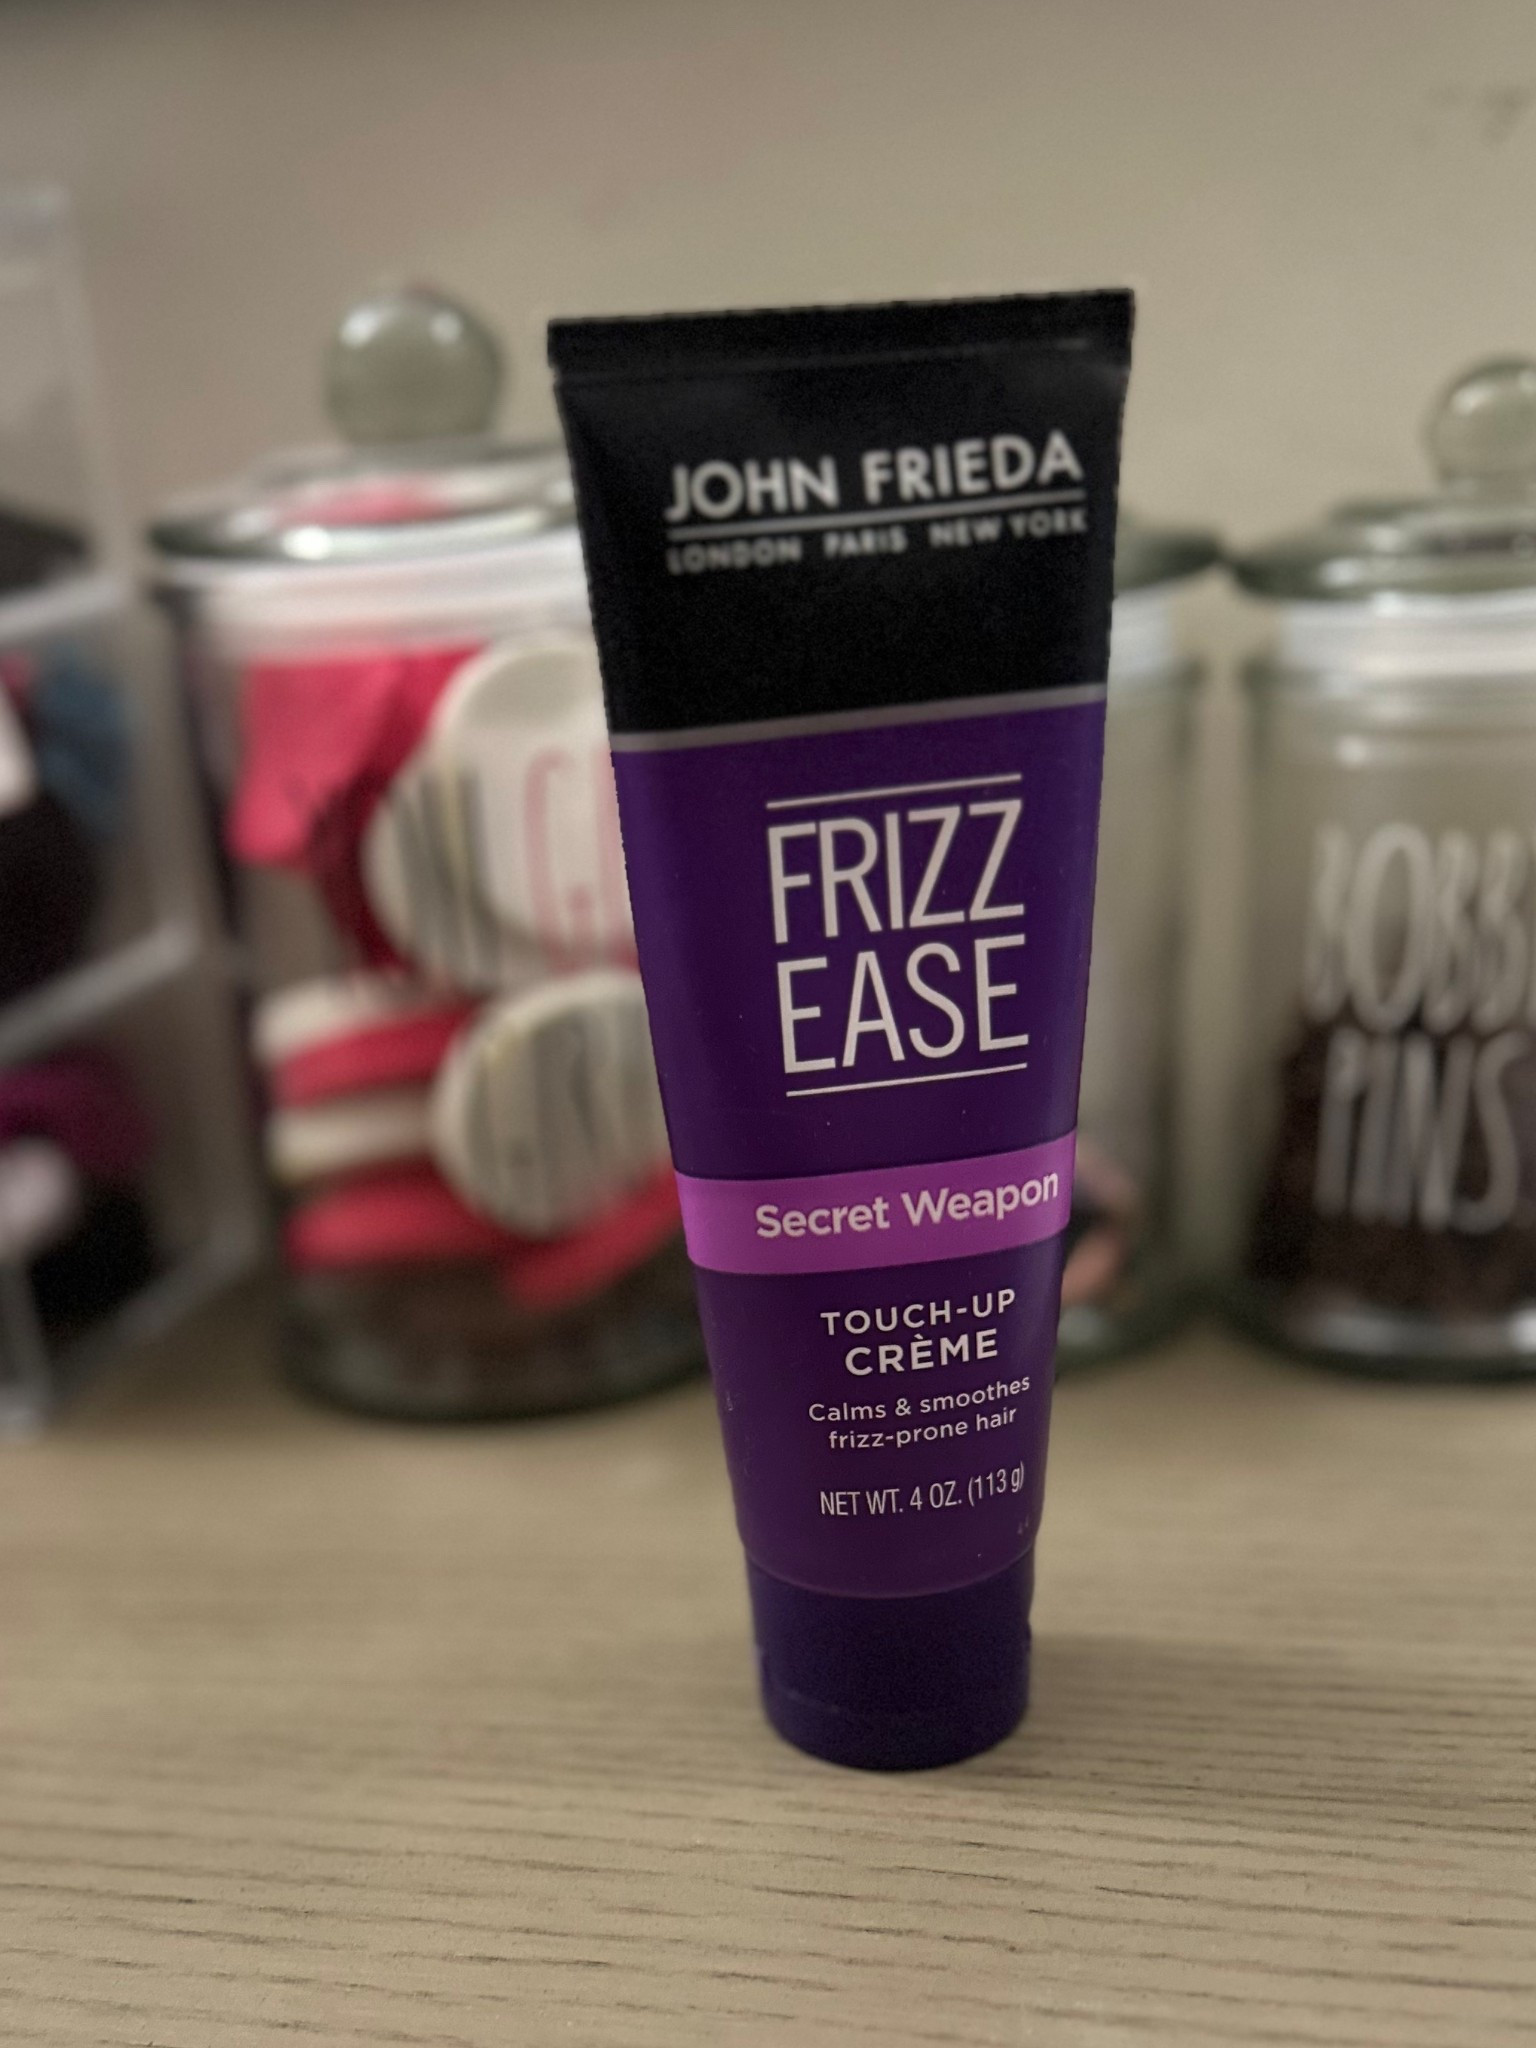 JOHN FRIEDA
LONDON PARIS NEW YORK
FRIZZ
EASE
Secret Weapon
TOUCH-UP
CRÈME
Calms & smoothes
frizz-prone hair
NET WT. 4 OZ. (113 g)
PINS